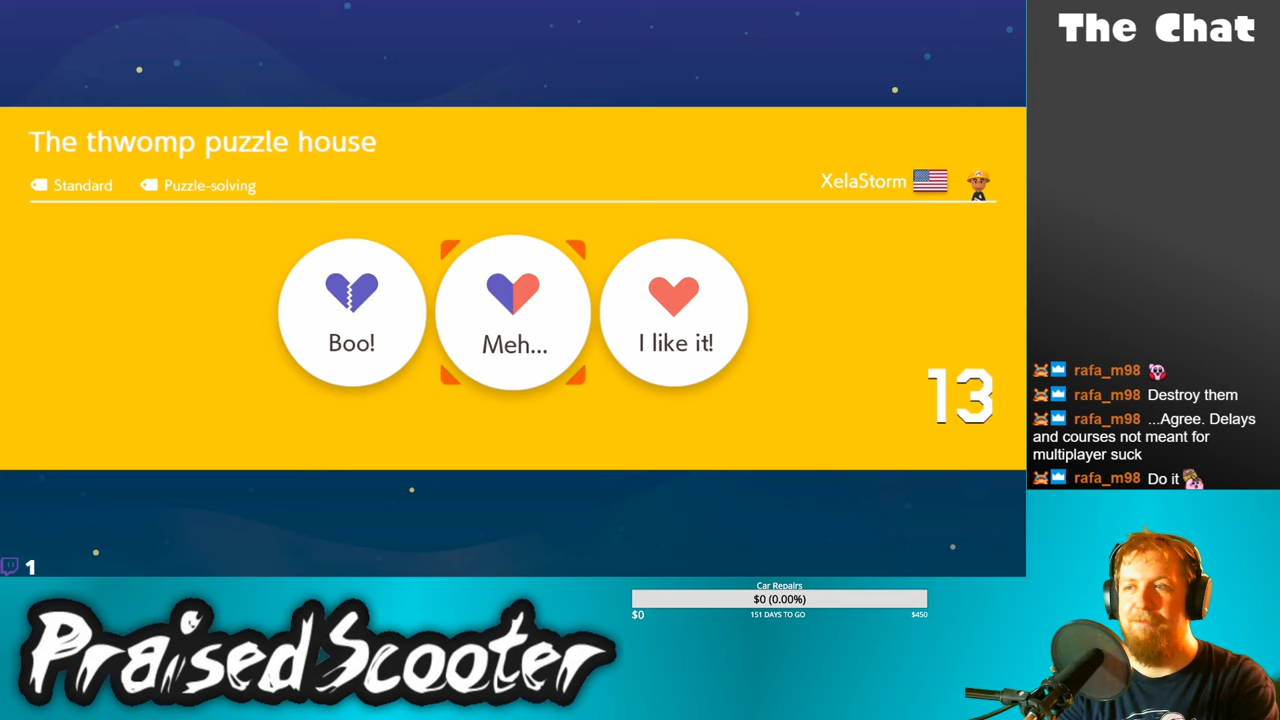 The Chat
The thwomp puzzle house
Standard
Puzzle-solving
XelaStorm
Boo!
Meh...
I like it!
13
rafa_m98
rafa_m98 Destroy them
rafa_m98 ...Agree. Delays
and courses not meant for
multiplayer suck
rafa_m98 Do it
1
Car Repairs
$0 (0.00%)
$0
151 DAYS TO GO
$450
PraisedScooter